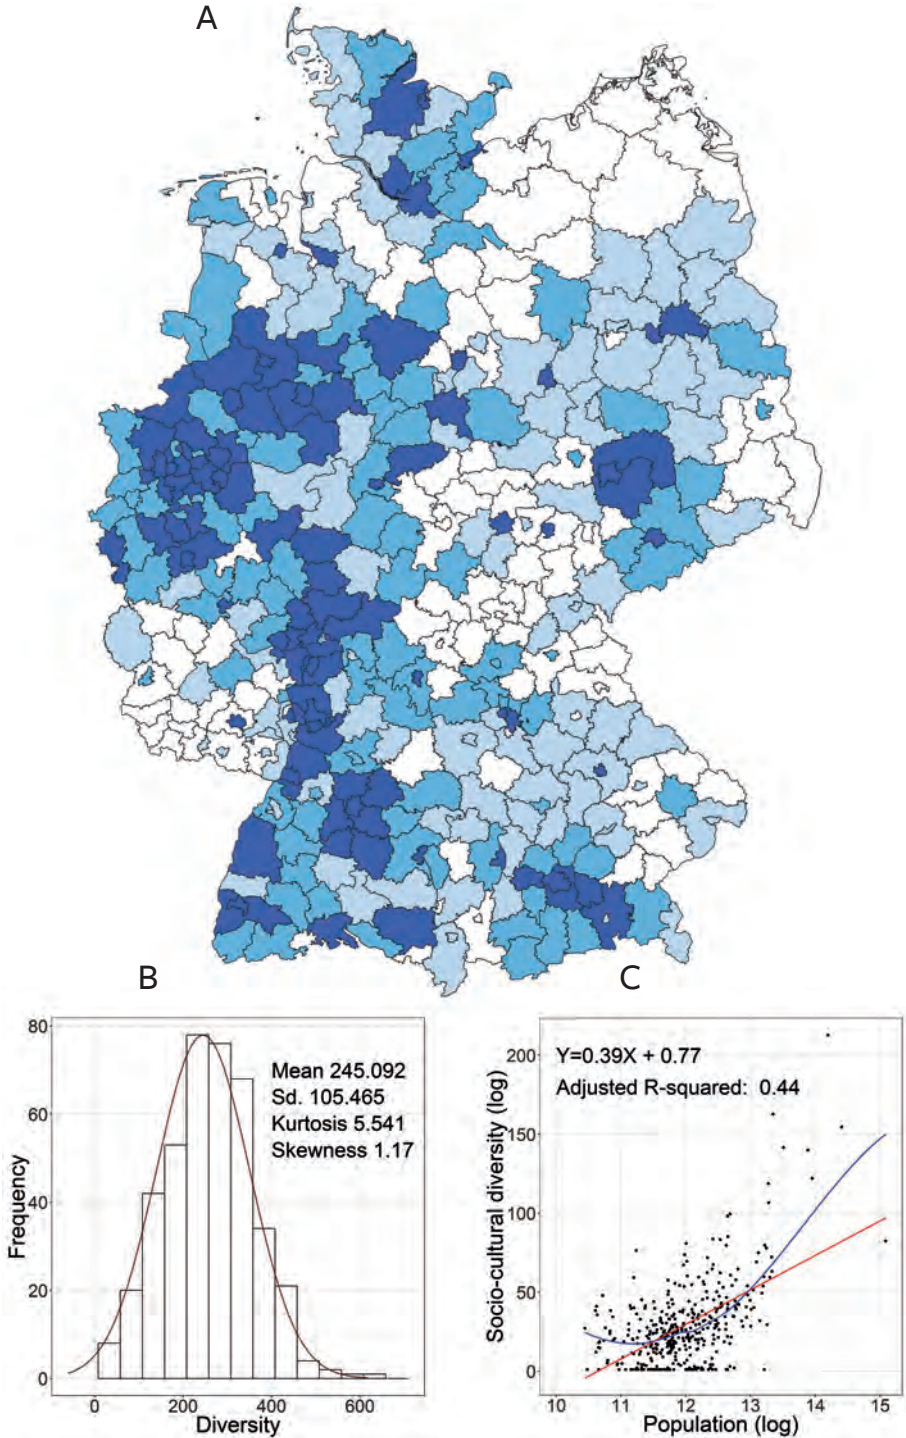 A
B
C
80
60
40
20
0
Frequency
Mean 245.092
Sd. 105.465
Kurtosis 5.541
Skewness 1.17
0
200
400
600
Diversity
200
150
100
50
0
Socio-cultural diversity (log)
Y=0.39X + 0.77
Adjusted R-squared: 0.44
10
11
12
13
14
15
Population (log)